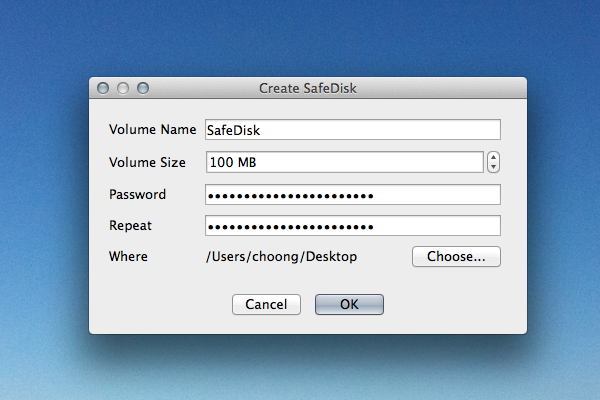 Create SafeDisk
Volume Name SafeDisk
Volume Size 100 MB
Password •••••••••••••••••••••••
Repeat •••••••••••••••••••••••
Where /Users/choong/Desktop Choose...
Cancel OK